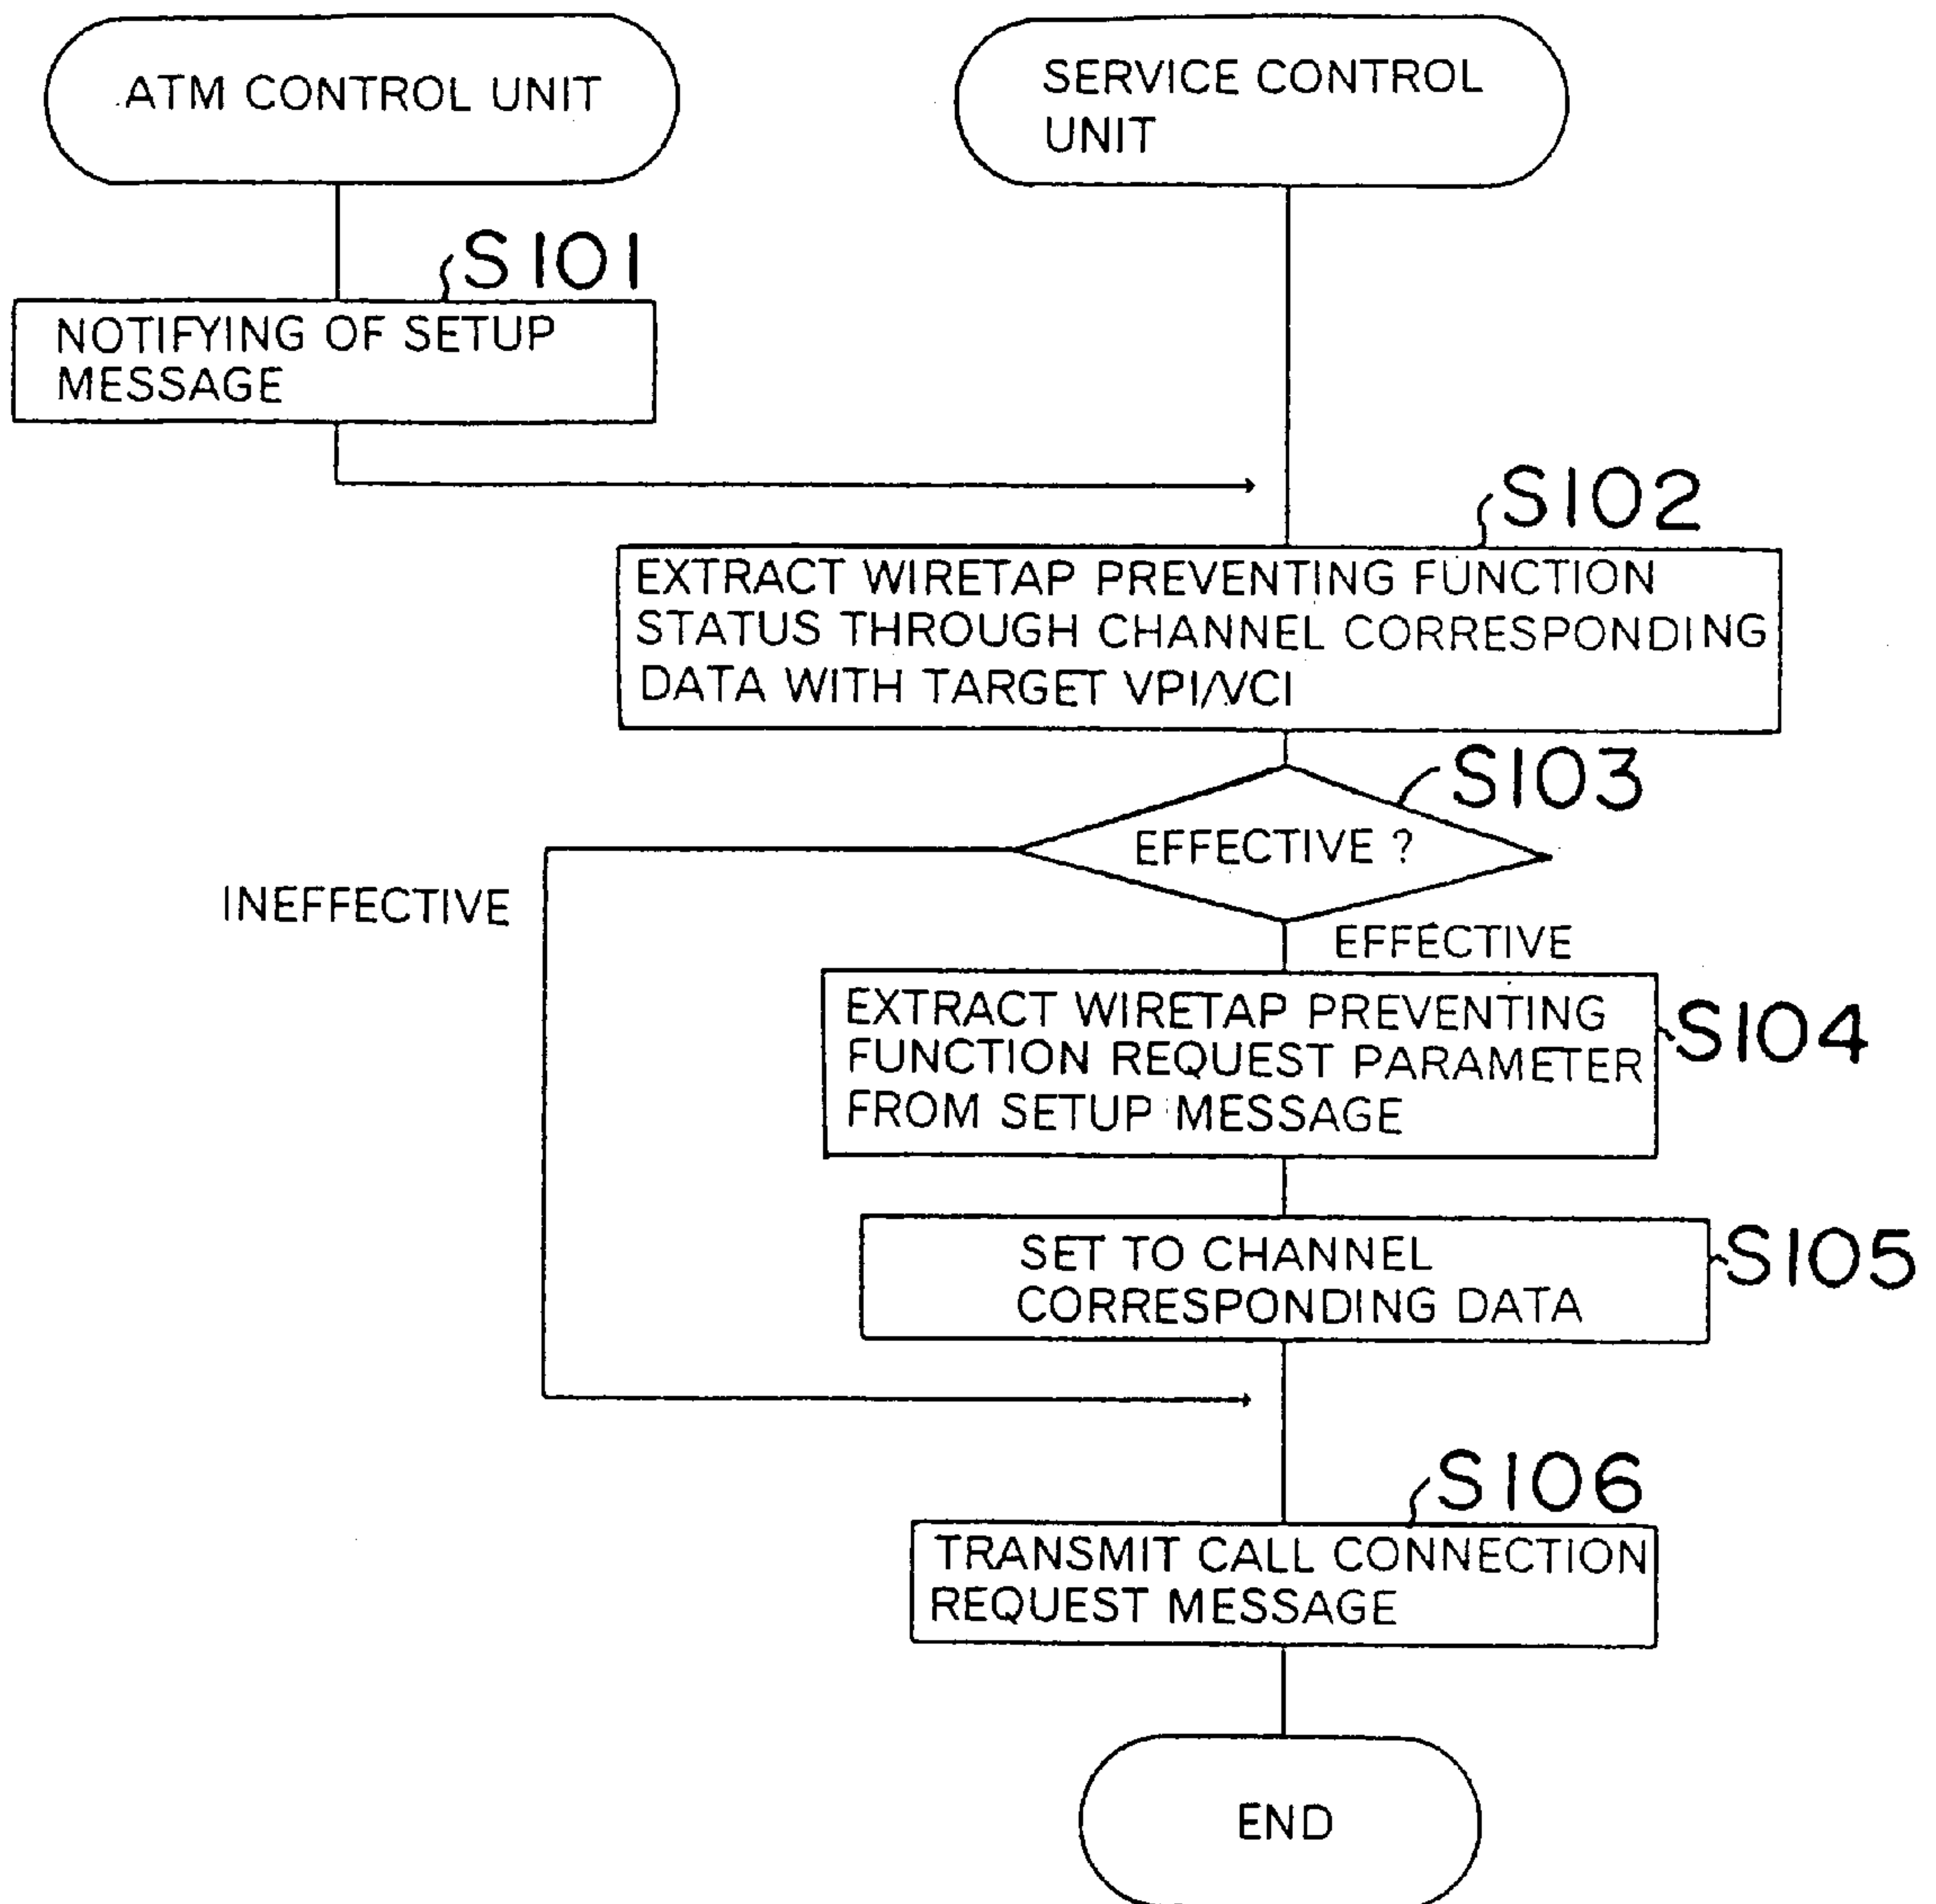 ATM CONTROL UNIT
SERVICE CONTROL
UNIT
S101
NOTIFYING OF SETUP
MESSAGE
S102
EXTRACT WIRETAP PREVENTING FUNCTION
STATUS THROUGH CHANNEL CORRESPONDING
DATA WITH TARGET VPI/VCI
S103
EFFECTIVE ?
INEFFECTIVE
EFFECTIVE
EXTRACT WIRETAP PREVENTING
FUNCTION REQUEST PARAMETER
FROM SETUP MESSAGE
S104
SET TO CHANNEL
CORRESPONDING DATA
S105
S106
TRANSMIT CALL CONNECTION
REQUEST MESSAGE
END